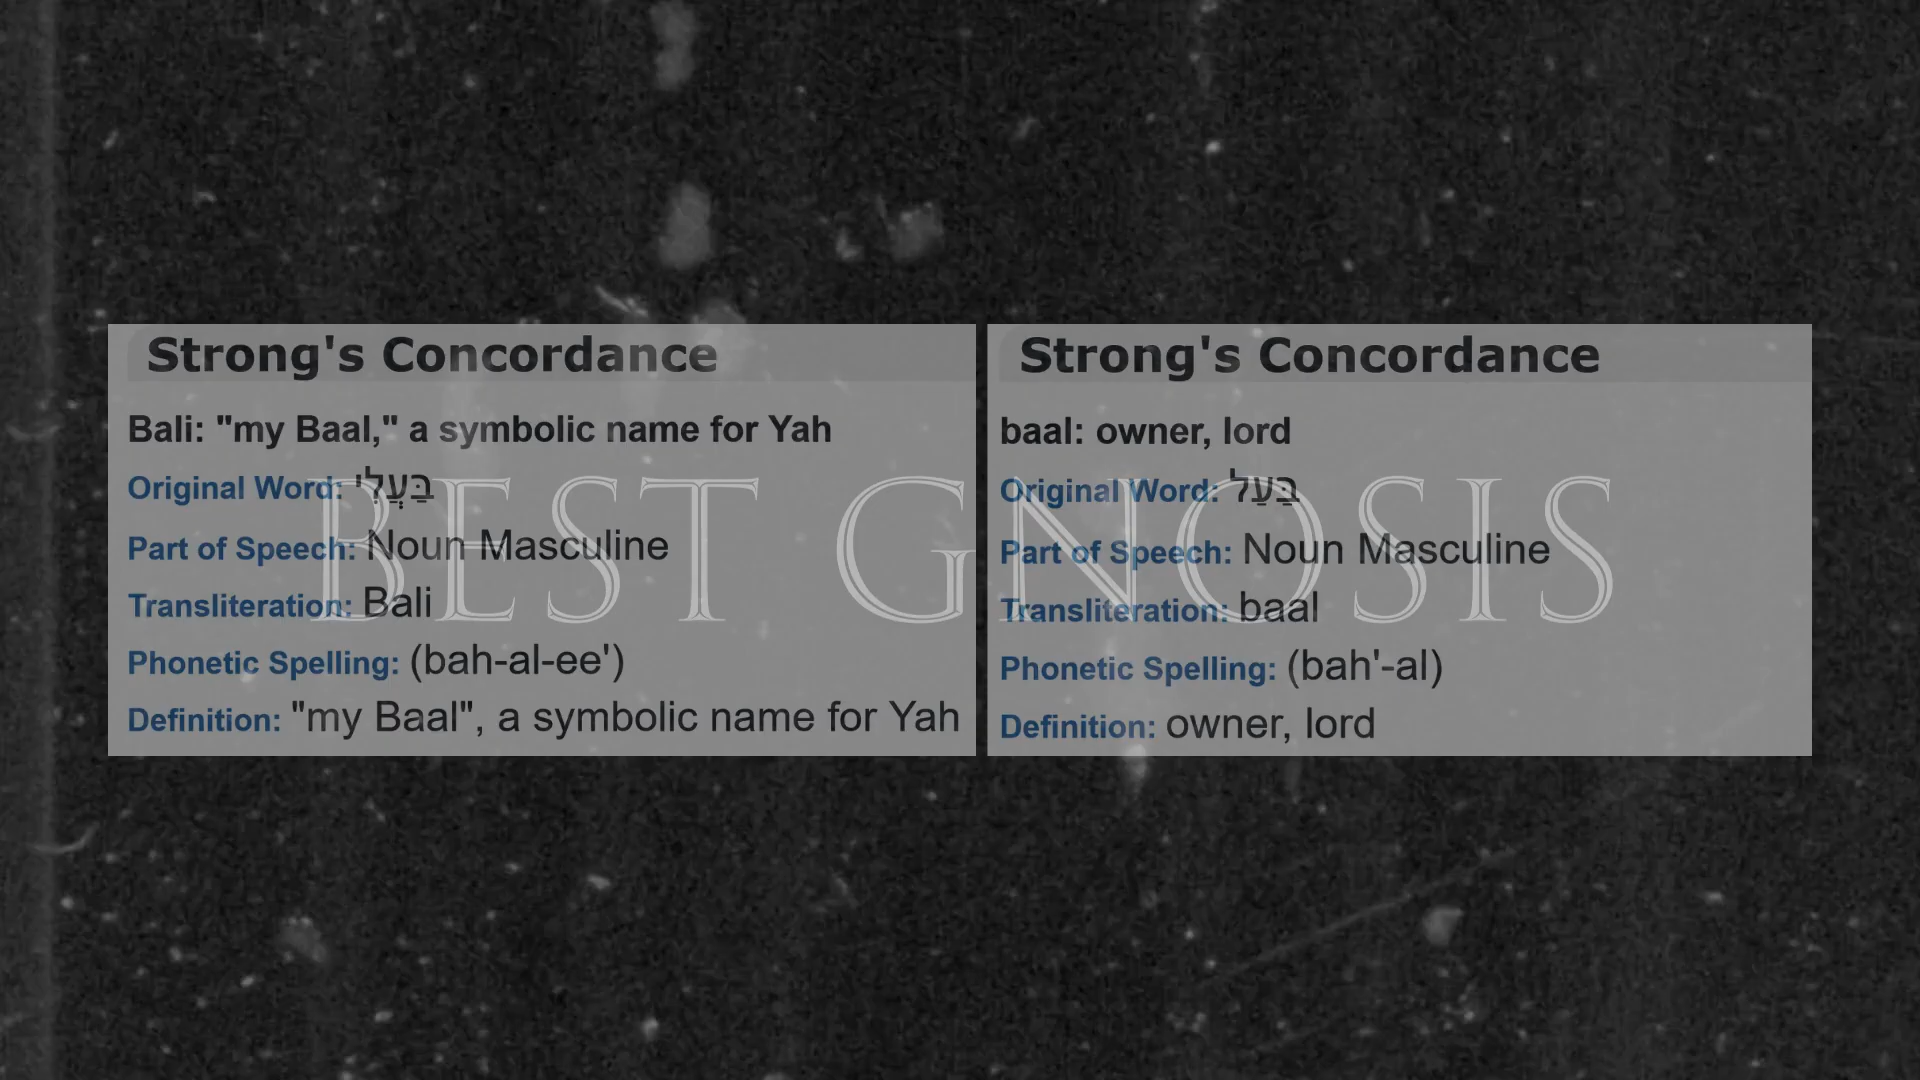 Strong's Concordance
Bali: "my Baal," a symbolic name for Yah
Original Word: בַּעֲלִי
Part of Speech: Noun Masculine
Transliteration: Bali
Phonetic Spelling: (bah-al-ee')
Definition: "my Baal", a symbolic name for Yah
Strong's Concordance
baal: owner, lord
Original Word: בַּעַל
Part of Speech: Noun Masculine
Transliteration: baal
Phonetic Spelling: (bah'-al)
Definition: owner, lord
BEST GNOSIS